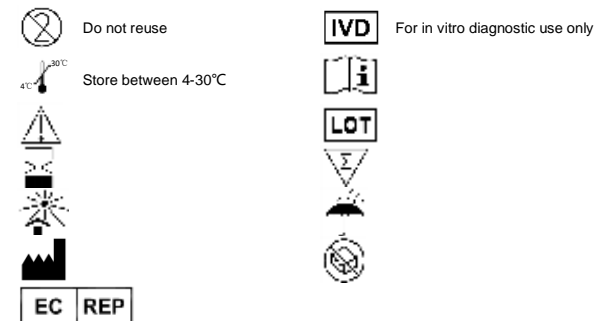 Do not reuse
IVD
For in vitro diagnostic use only
30℃
4℃
Store between 4-30℃
i
LOT
Σ
EC REP